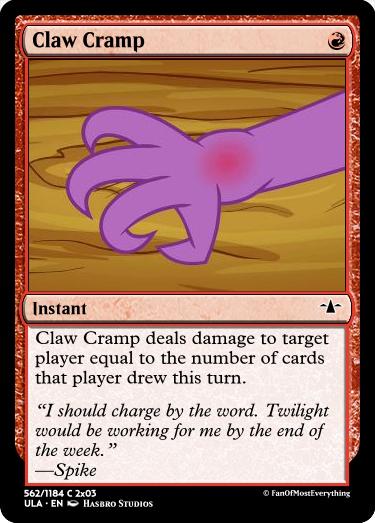 Claw Cramp
Instant
Claw Cramp deals damage to target
player equal to the number of cards
that player drew this turn.
“I should charge by the word. Twilight
would be working for me by the end of
the week.”
—Spike
562/1184 C 2x03
ULA • EN Hasbro Studios
© FanOfMostEverything